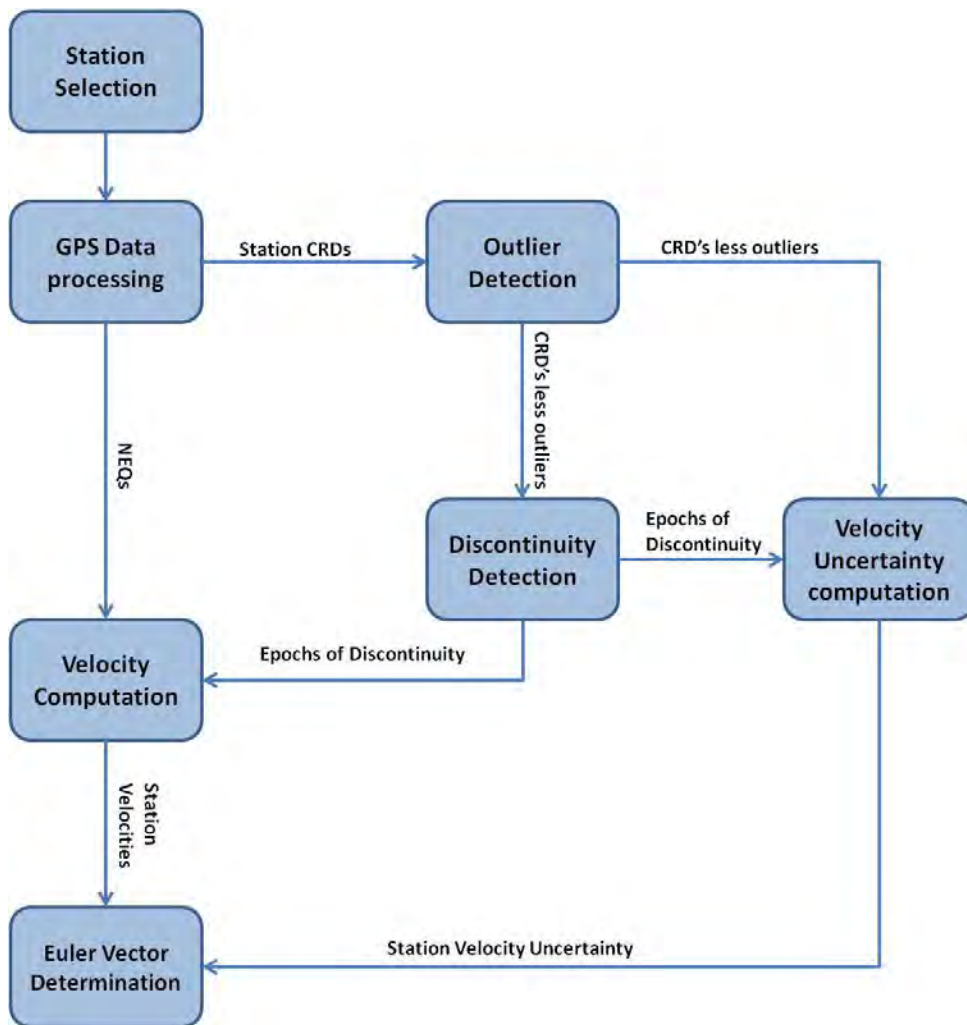 Station
Selection
GPS Data
processing
Station CRDs
Outlier
Detection
CRD's less outliers
CRD's less outliers
NEQs
Discontinuity
Detection
Epochs of
Discontinuity
Velocity
Uncertainty
computation
Velocity
Computation
Epochs of Discontinuity
Station
Velocities
Euler Vector
Determination
Station Velocity Uncertainty